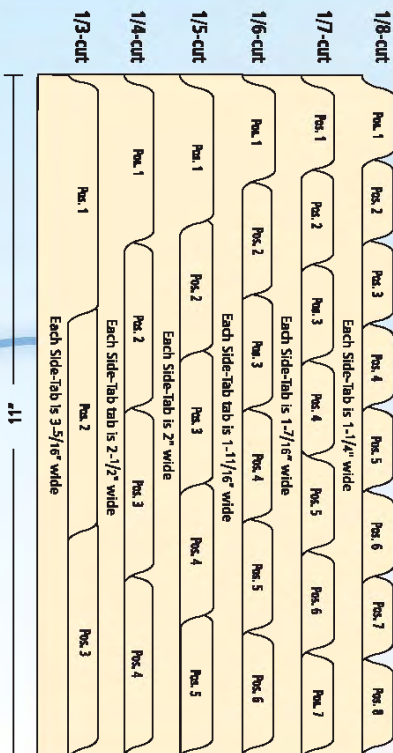 1/8-cut Pos. 1 Pos. 2 Pos. 3 Pos. 4 Pos. 5 Pos. 6 Pos. 7 Pos. 8
Each Side-Tab is 1-1/4" wide
1/7-cut Pos. 1 Pos. 2 Pos. 3 Pos. 4 Pos. 5 Pos. 6 Pos. 7
Each Side-Tab is 1-7/16" wide
1/6-cut Pos. 1 Pos. 2 Pos. 3 Pos. 4 Pos. 5 Pos. 6
Each Side-Tab tab is 1-11/16" wide
1/5-cut Pos. 1 Pos. 2 Pos. 3 Pos. 4 Pos. 5
Each Side-Tab is 2" wide
1/4-cut Pos. 1 Pos. 2 Pos. 3 Pos. 4
Each Side-Tab tab is 2-1/2" wide
1/3-cut Pos. 1 Pos. 2 Pos. 3
Each Side-Tab is 3-5/16" wide
11"